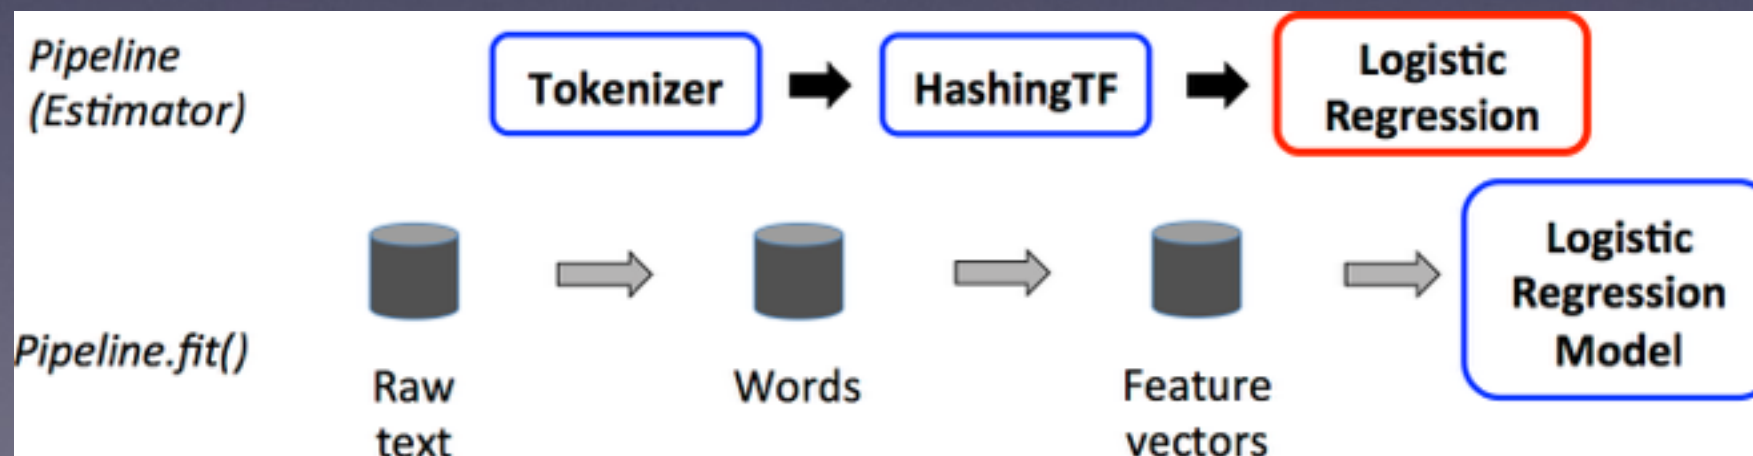 Pipeline
(Estimator)
Tokenizer
HashingTF
Logistic
Regression
Pipeline.fit()
Raw
text
Words
Feature
vectors
Logistic
Regression
Model